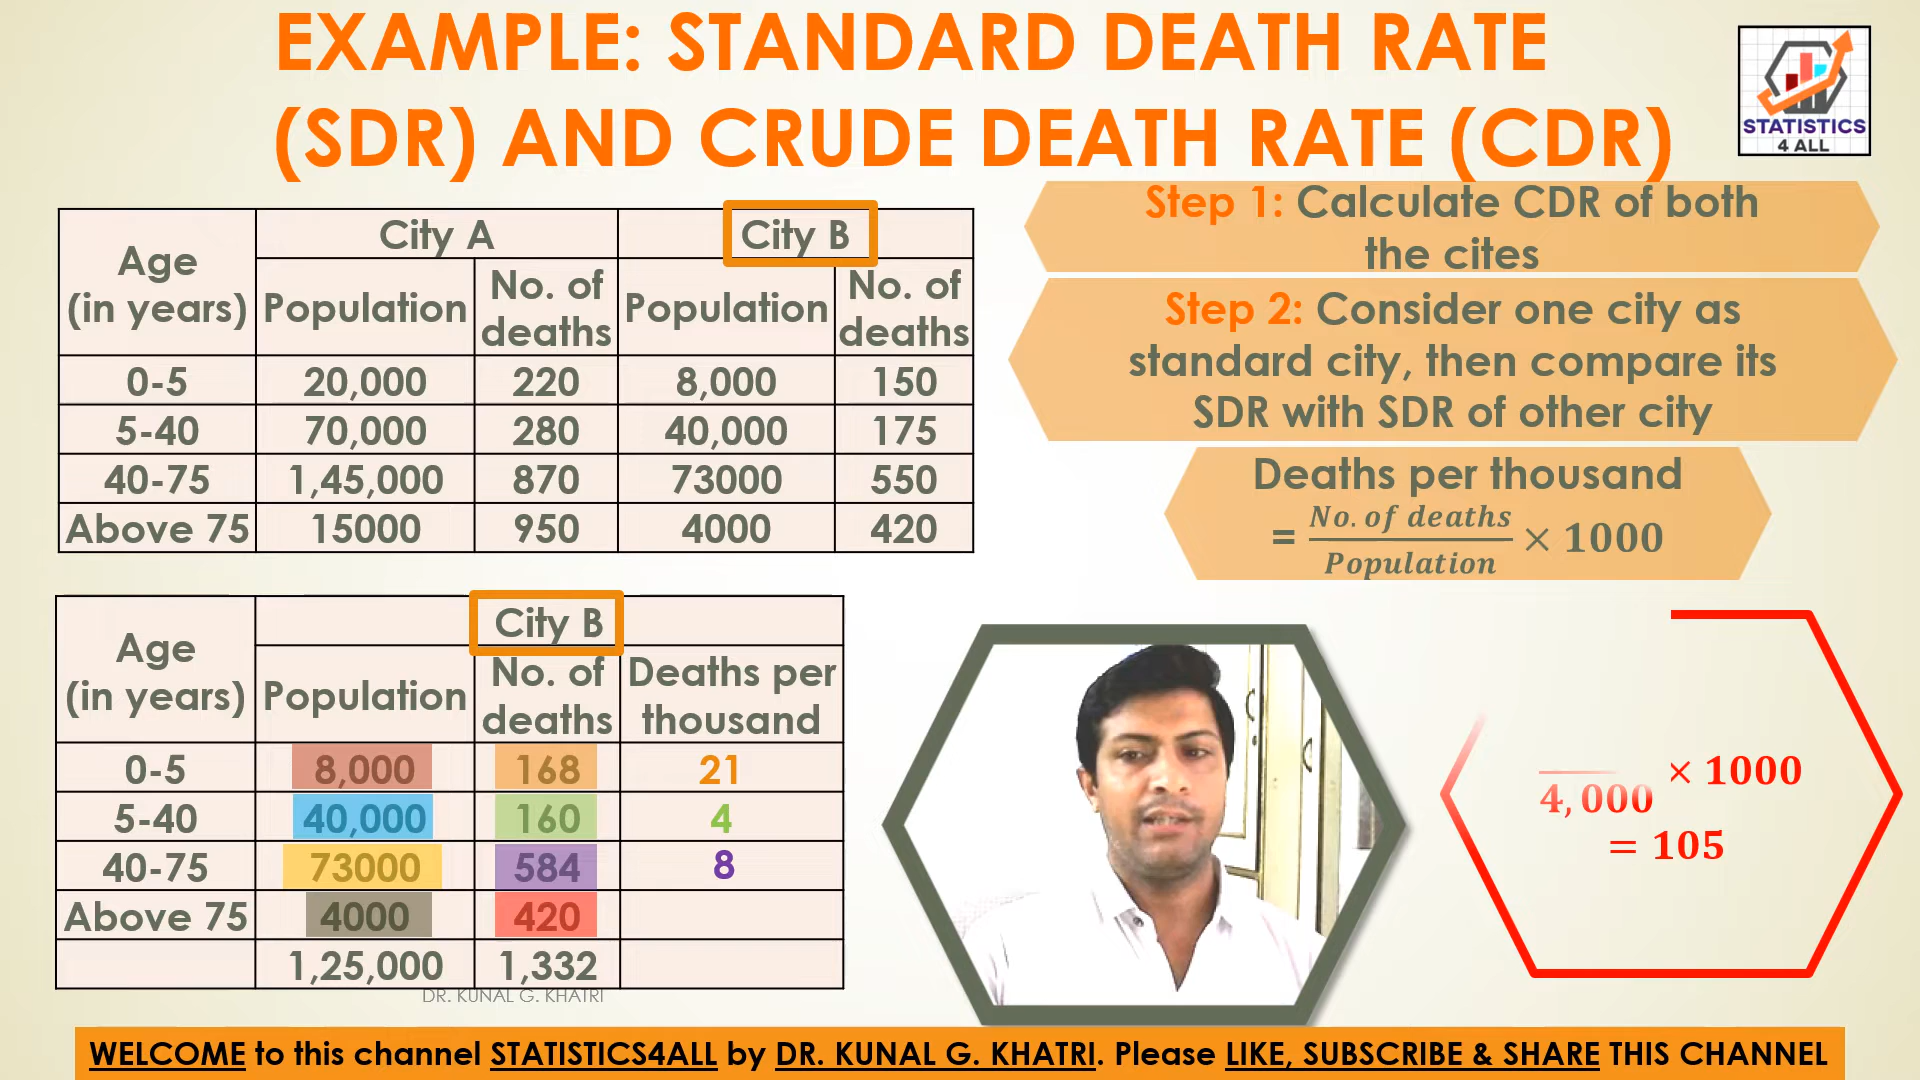 EXAMPLE: STANDARD DEATH RATE
(SDR) AND CRUDE DEATH RATE (CDR)
STATISTICS
4 ALL
Age
(in years)
City A
City B
Population
No. of
deaths
Population
No. of
deaths
0-5 20,000 220 8,000 150
5-40 70,000 280 40,000 175
40-75 1,45,000 870 73000 550
Above 75 15000 950 4000 420
Step 1: Calculate CDR of both
the cites
Step 2: Consider one city as
standard city, then compare its
SDR with SDR of other city
Deaths per thousand
= No. of deaths / Population × 1000
Age
(in years)
City B
Population
No. of
deaths
Deaths per
thousand
0-5 8,000 168 21
5-40 40,000 160 4
40-75 73000 584 8
Above 75 4000 420
1,25,000 1,332
4,000 × 1000
= 105
DR. KUNAL G. KHATRI
WELCOME to this channel STATISTICS4ALL by DR. KUNAL G. KHATRI. Please LIKE, SUBSCRIBE & SHARE THIS CHANNEL